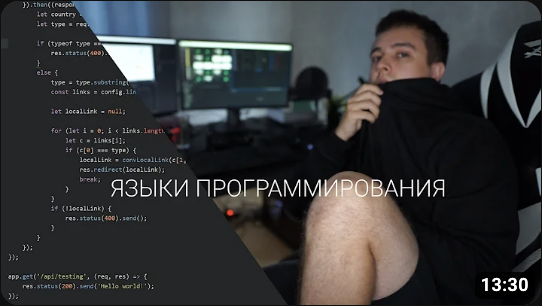 }).then((respon
let country =
let type = req.
if (typeof type ==
res.status(400).
}
else {
type = type.substring(
const links = config.lin
let localLink = null;
for (let i = 0; i < links.length
let c = links[i];
if (c[0] === type) {
localLink = convLocalLink(c[1,
res.redirect(localLink);
break;
}
}
if (!localLink) {
res.status(400).send();
}
}
});
});
app.get('/api/testing', (req, res) => {
res.status(200).send('Hello world!');
});
ЯЗЫКИ ПРОГРАММИРОВАНИЯ
13:30